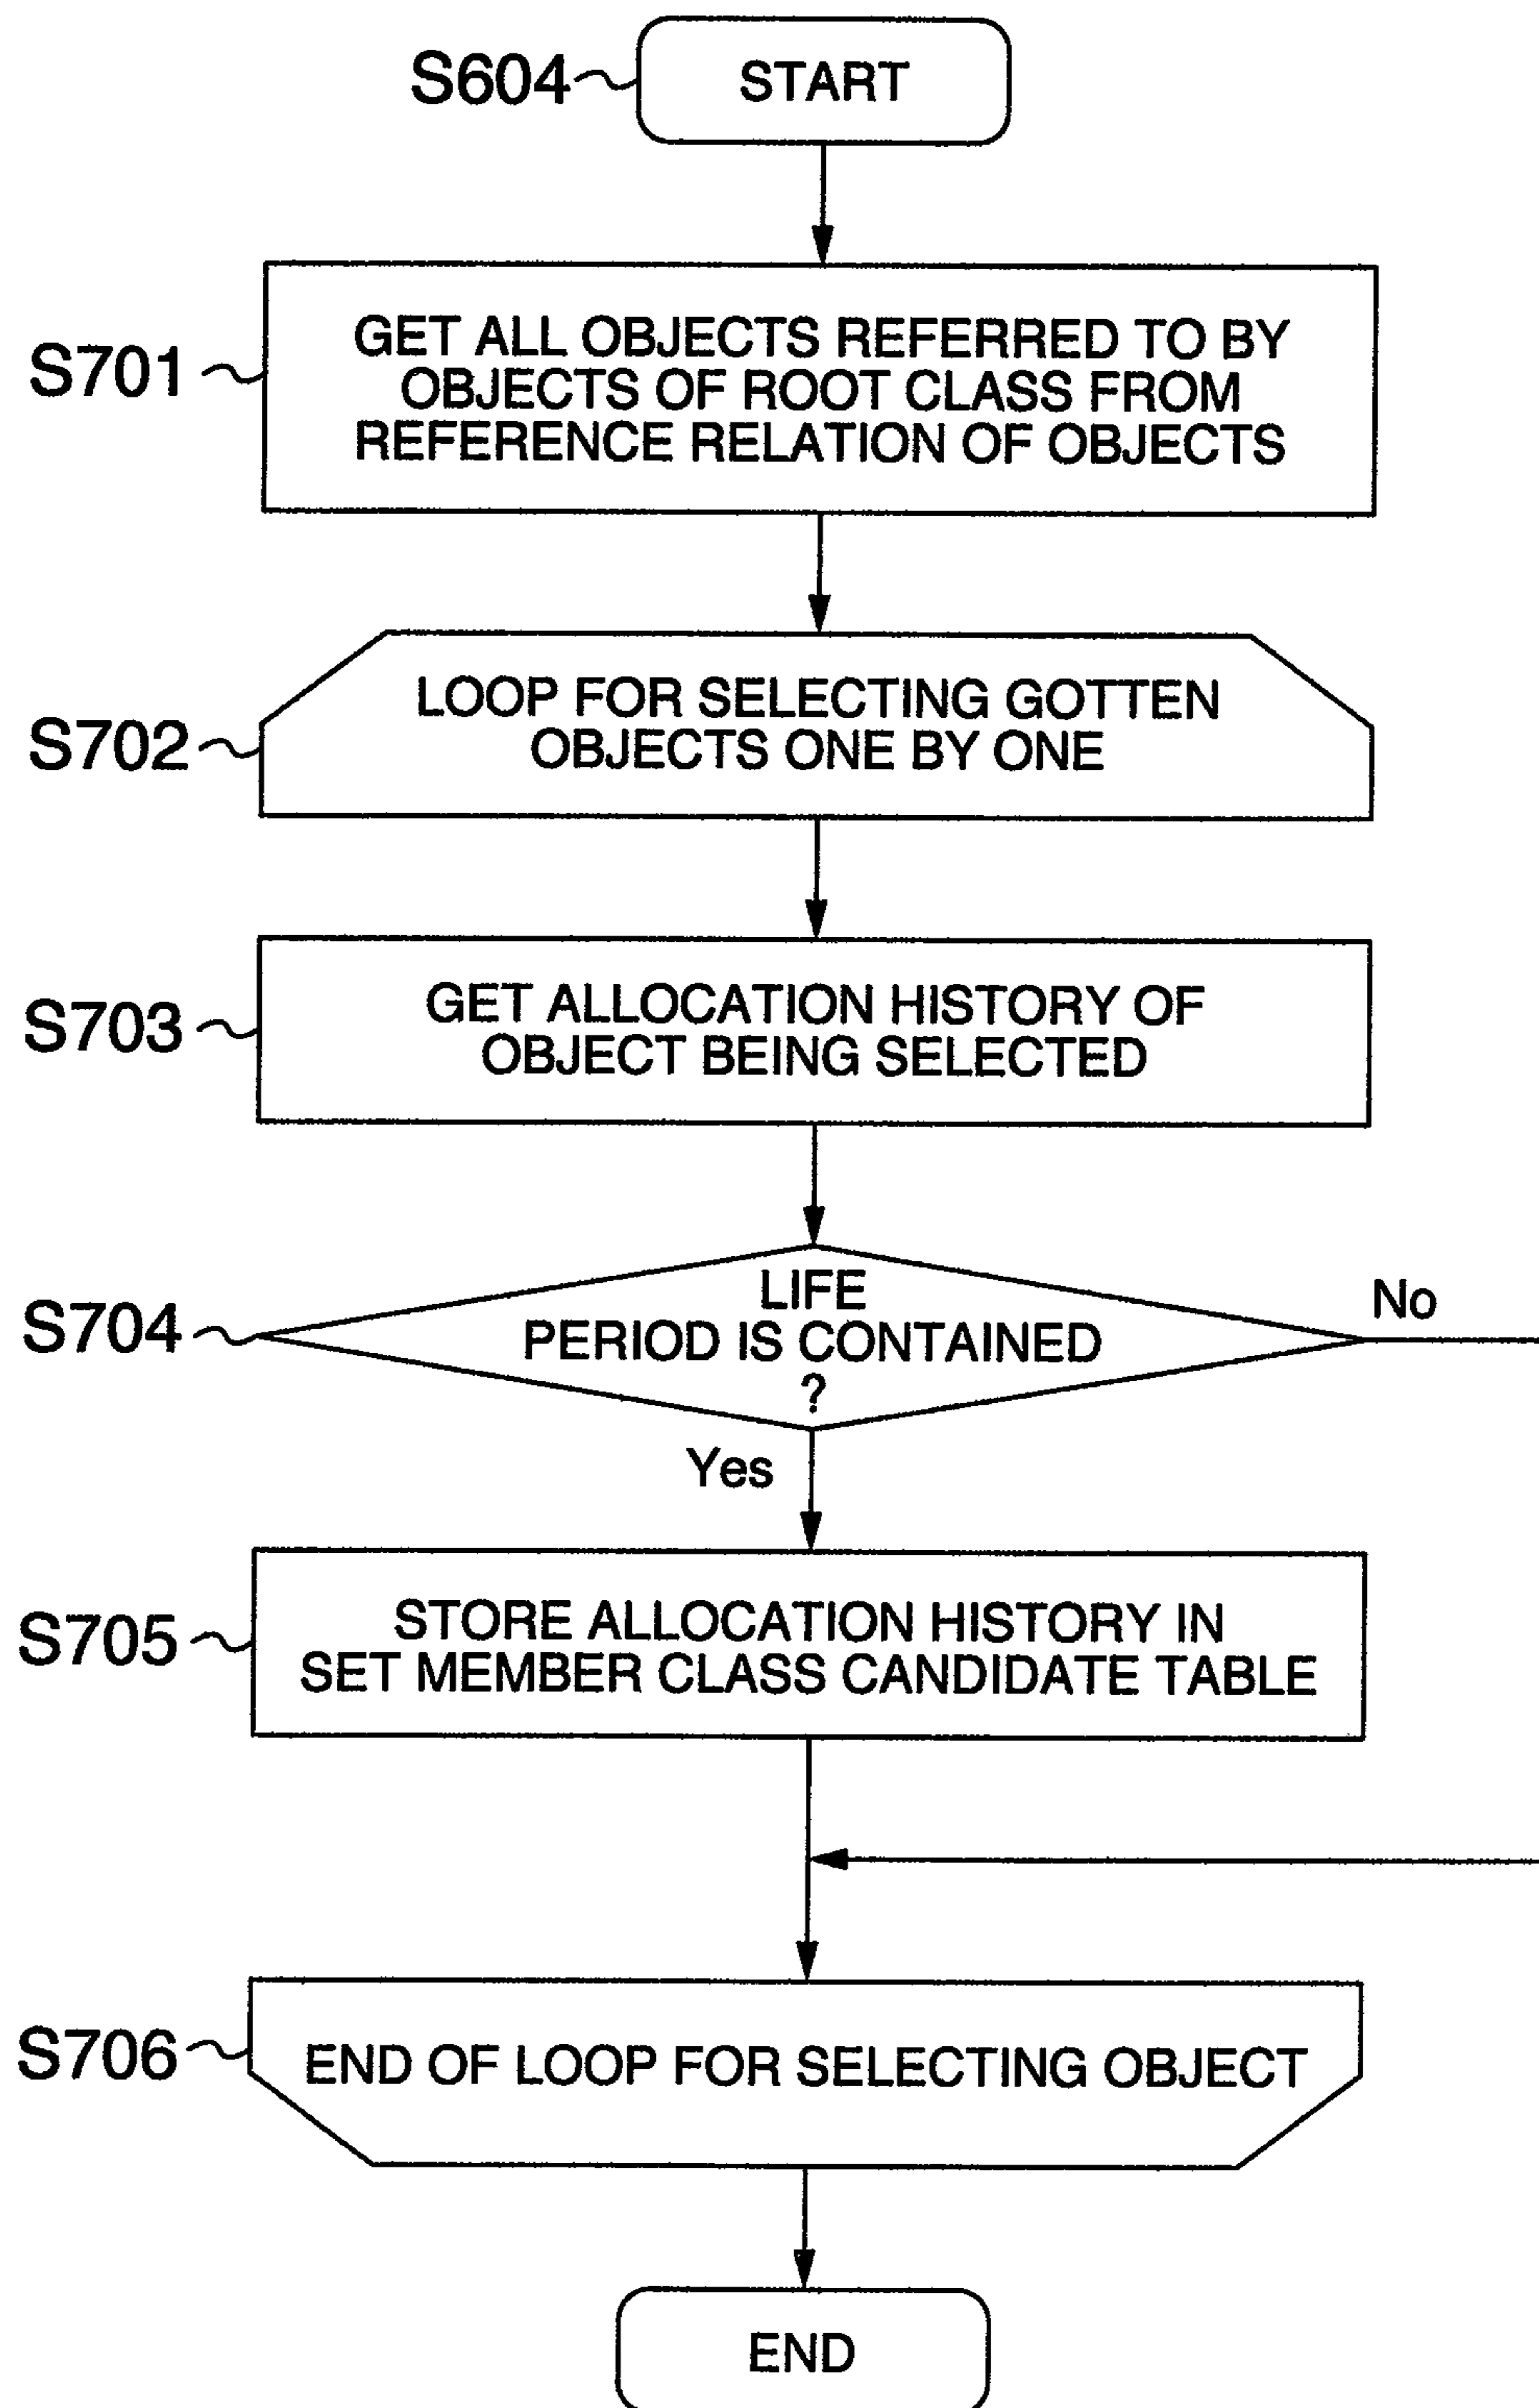 S604
START
S701
GET ALL OBJECTS REFERRED TO BY
OBJECTS OF ROOT CLASS FROM
REFERENCE RELATION OF OBJECTS
S702
LOOP FOR SELECTING GOTTEN
OBJECTS ONE BY ONE
S703
GET ALLOCATION HISTORY OF
OBJECT BEING SELECTED
S704
LIFE
PERIOD IS CONTAINED
?
No
Yes
S705
STORE ALLOCATION HISTORY IN
SET MEMBER CLASS CANDIDATE TABLE
S706
END OF LOOP FOR SELECTING OBJECT
END